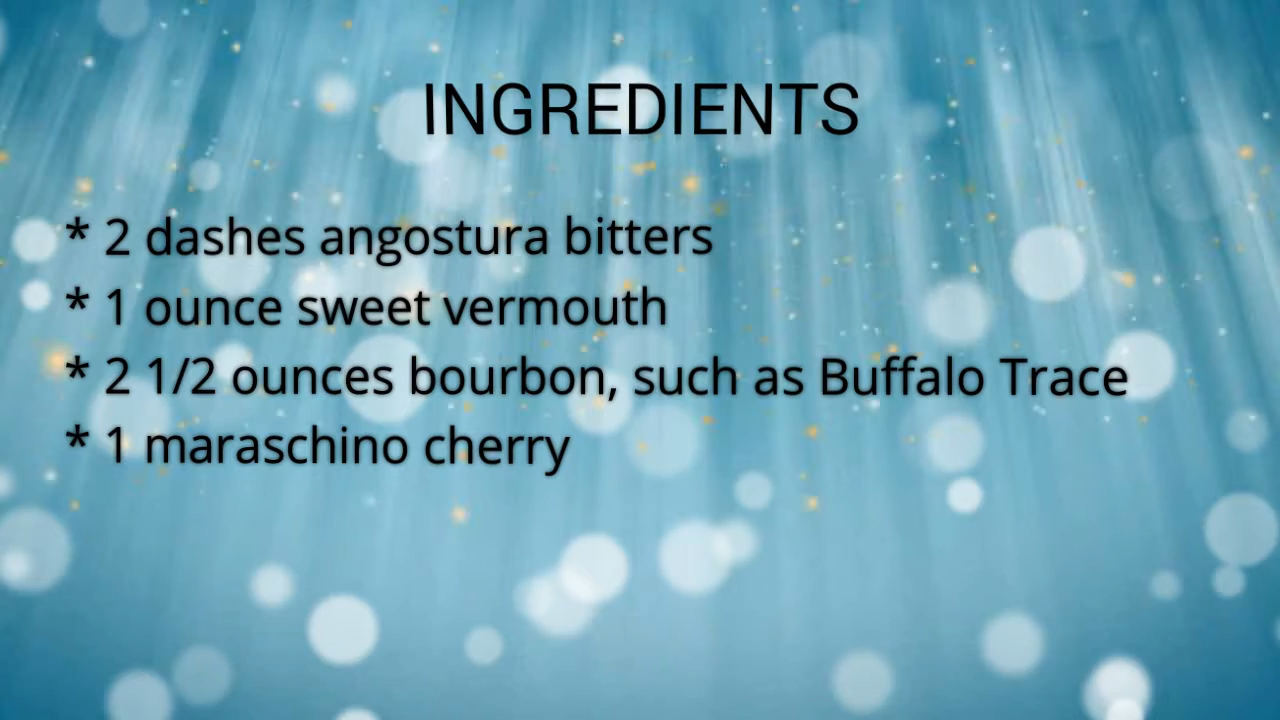 INGREDIENTS
* 2 dashes angostura bitters
* 1 ounce sweet vermouth
* 2 1/2 ounces bourbon, such as Buffalo Trace
* 1 maraschino cherry